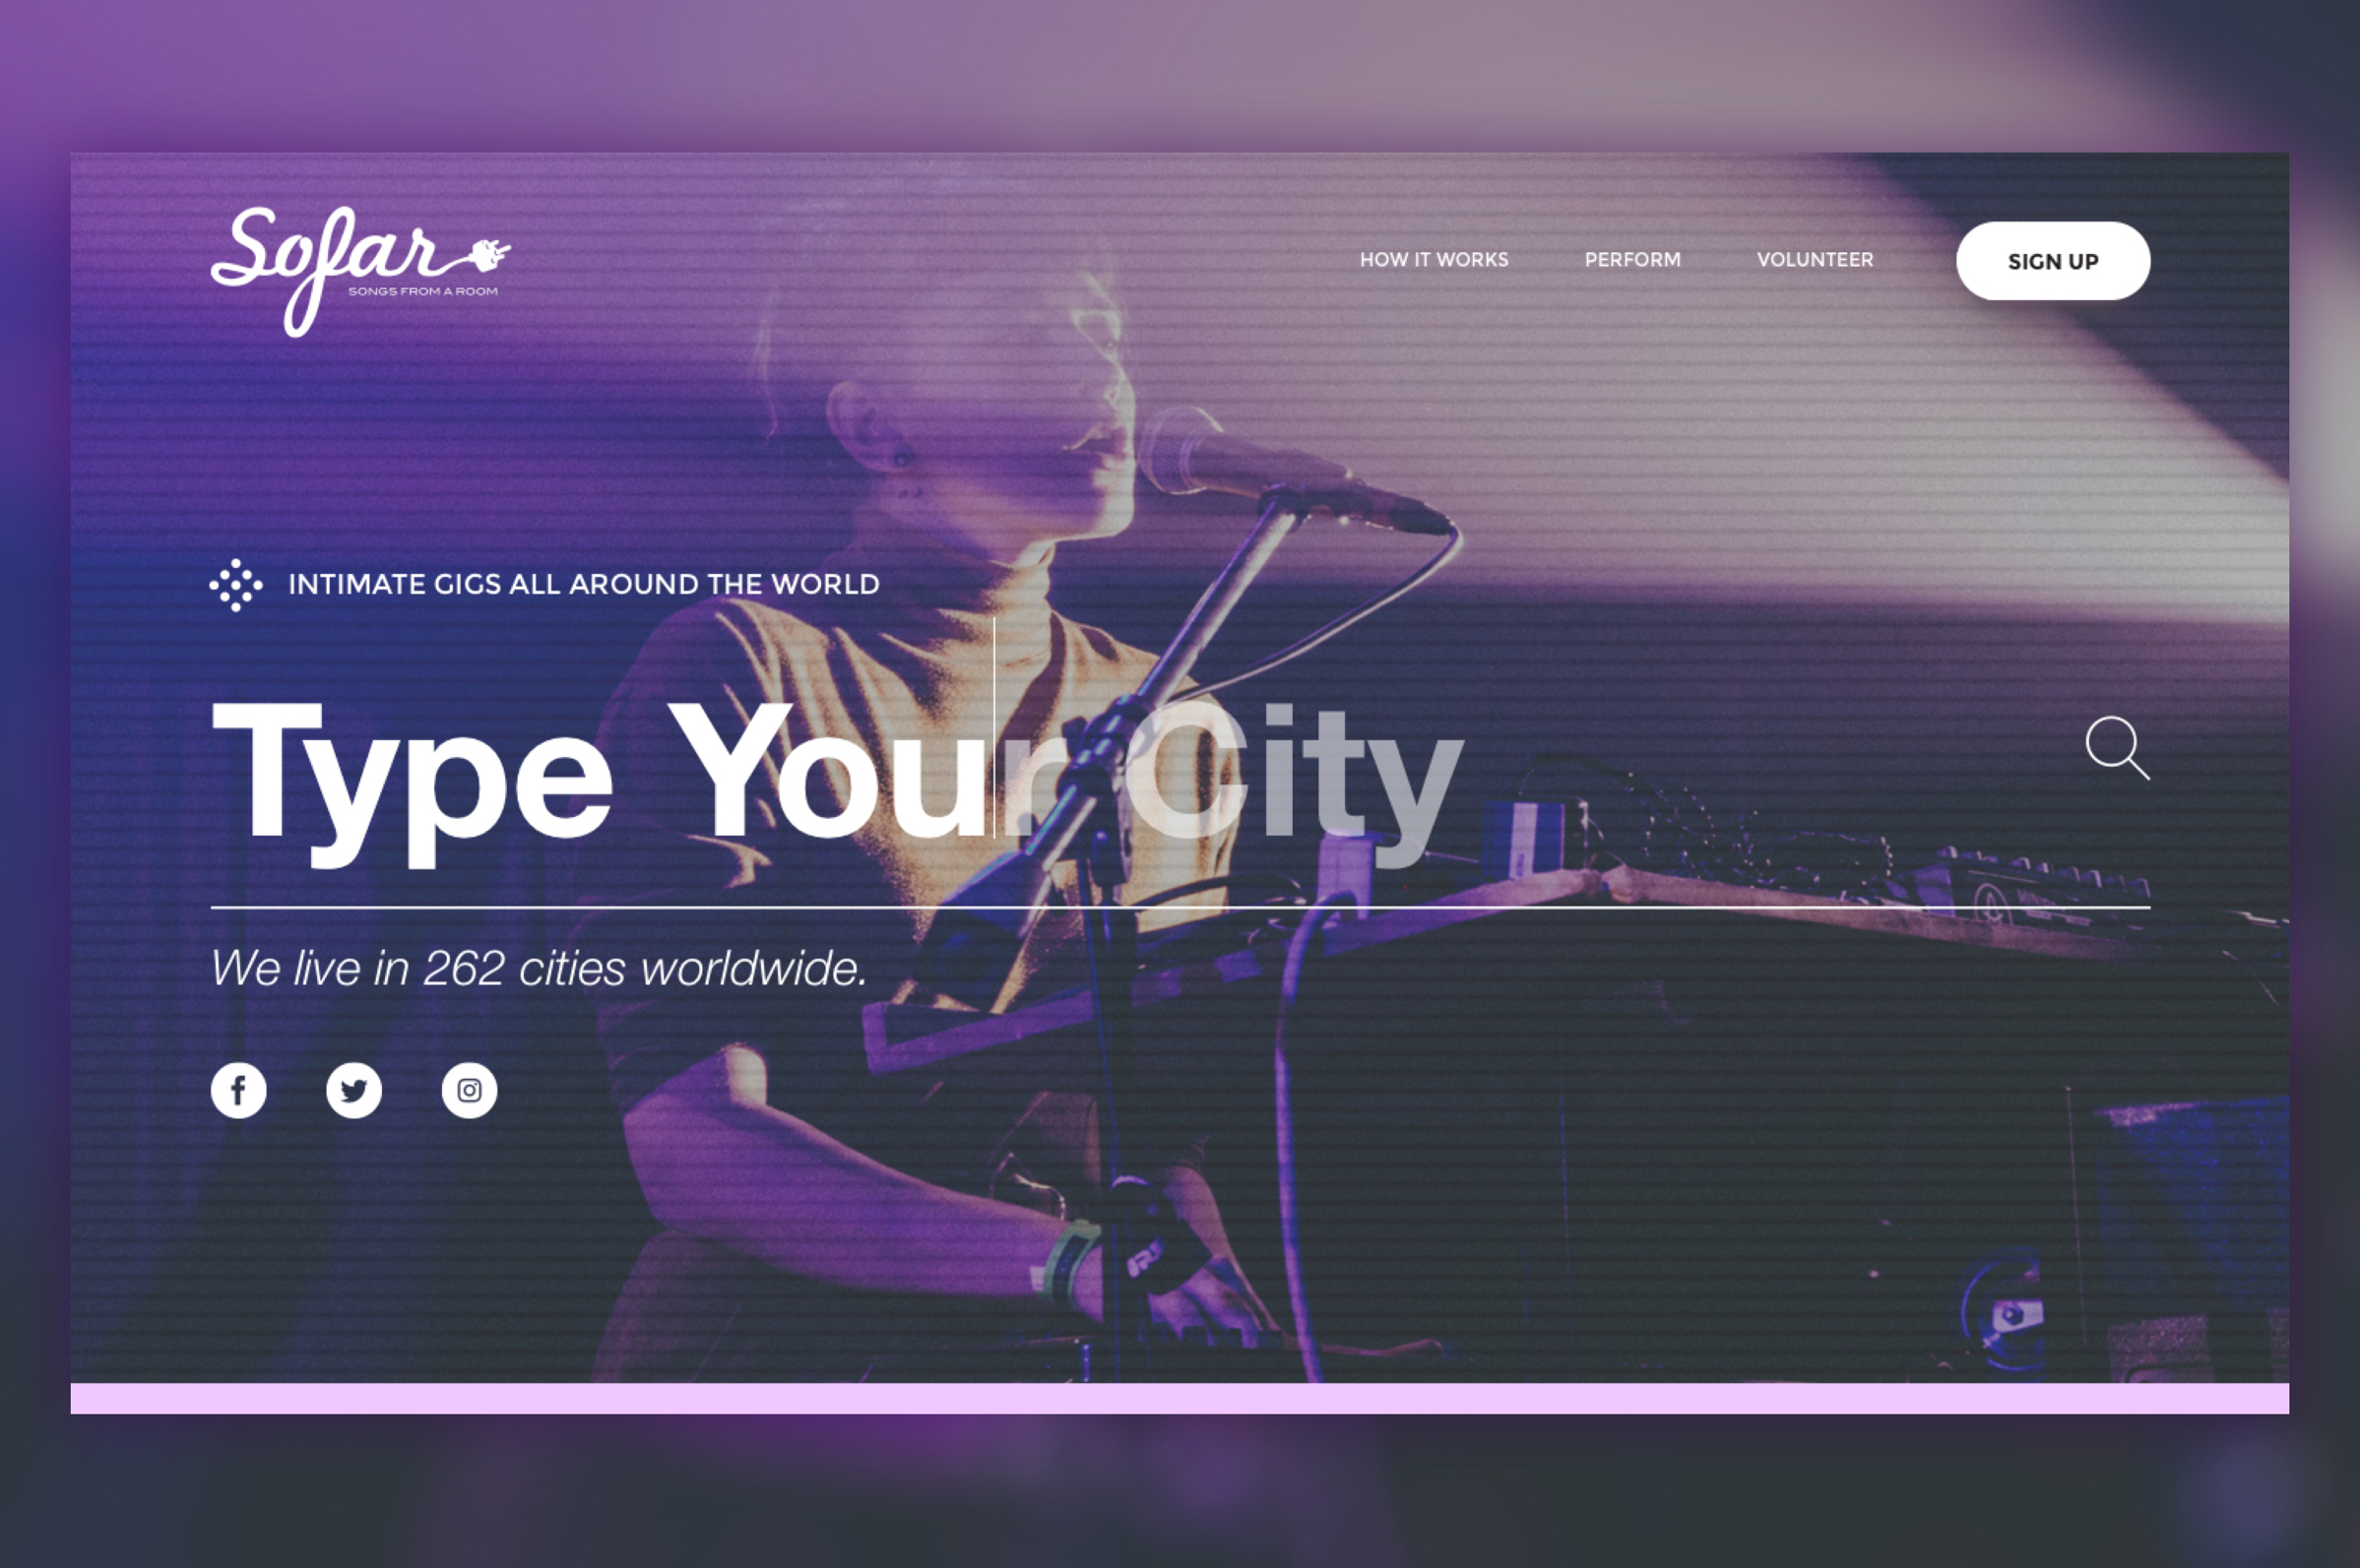 Sofar
SONGS FROM A ROOM
HOW IT WORKS
PERFORM
VOLUNTEER
SIGN UP
INTIMATE GIGS ALL AROUND THE WORLD
Type Your City
We live in 262 cities worldwide.